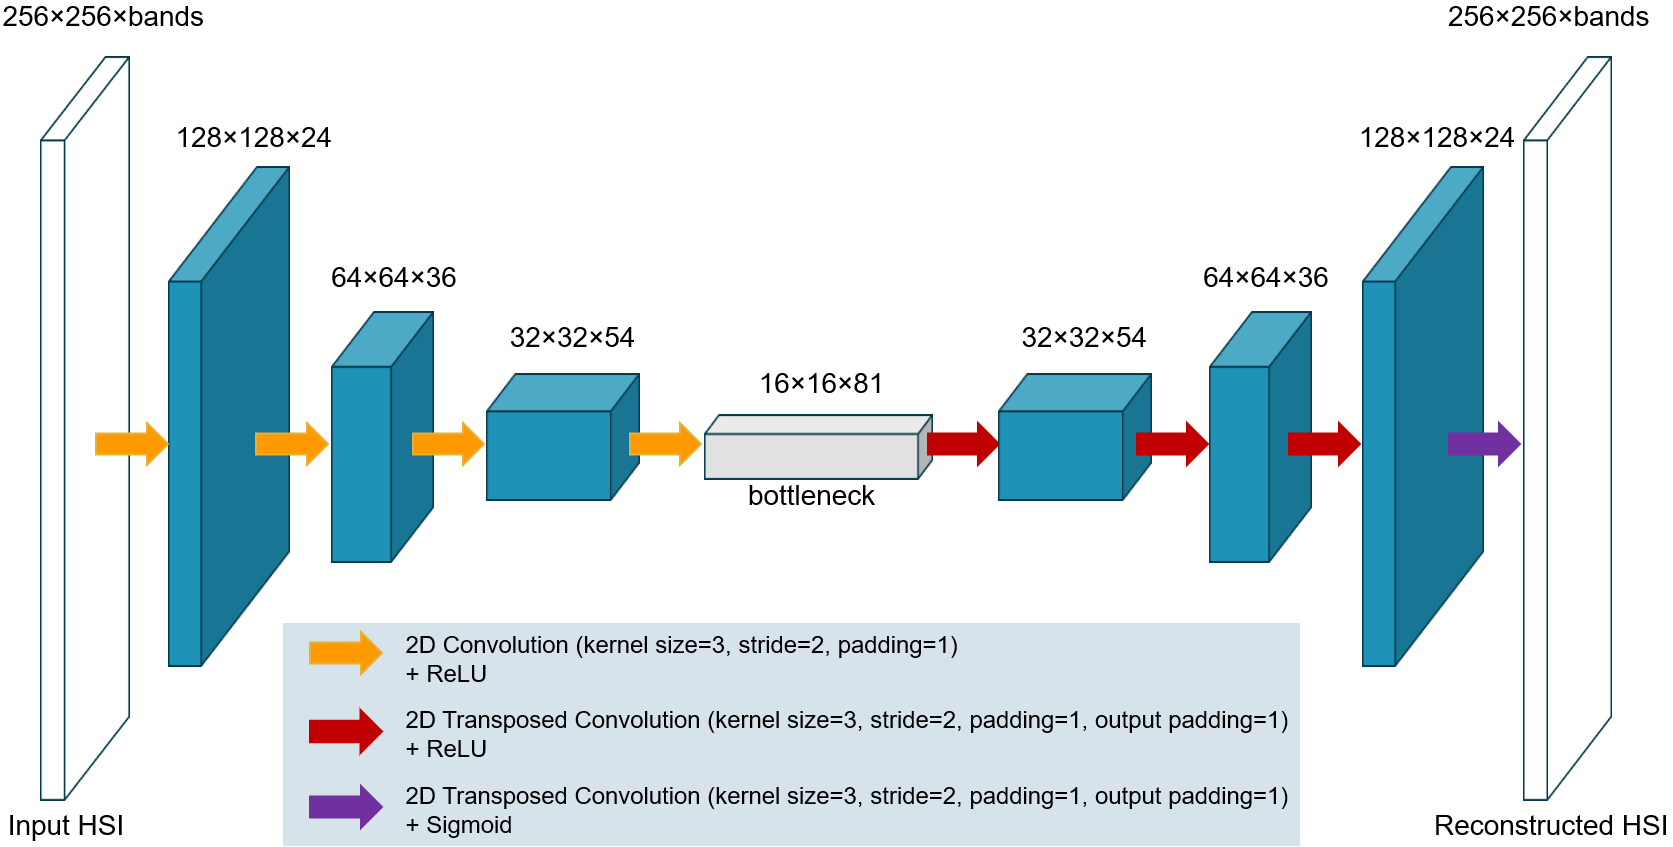 256×256×bands
256×256×bands
128×128×24
128×128×24
64×64×36
64×64×36
32×32×54
32×32×54
16×16×81
bottleneck
2D Convolution (kernel size=3, stride=2, padding=1)
+ ReLU
2D Transposed Convolution (kernel size=3, stride=2, padding=1, output padding=1)
+ ReLU
2D Transposed Convolution (kernel size=3, stride=2, padding=1, output padding=1)
+ Sigmoid
Input HSI
Reconstructed HSI